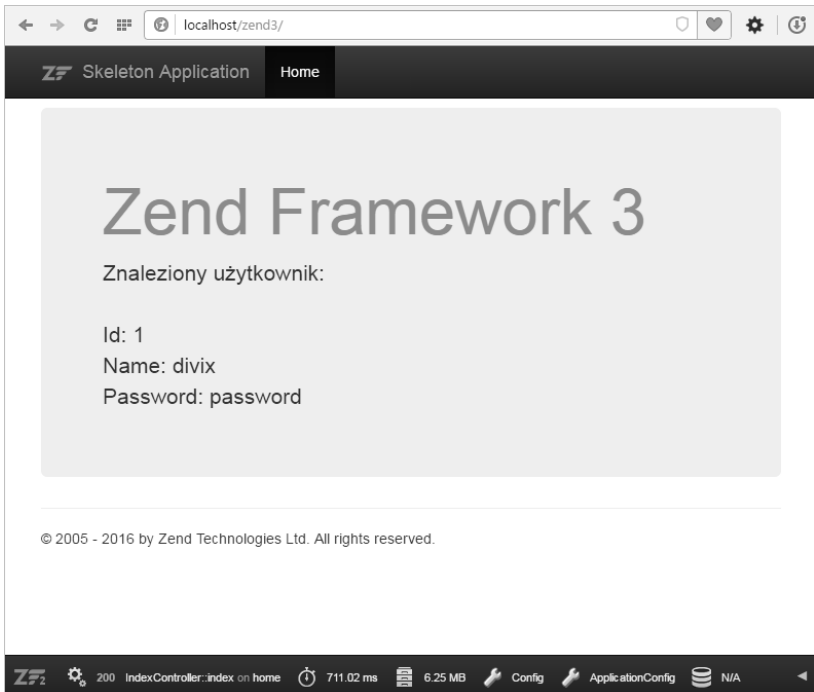 localhost/zend3/
ZF Skeleton Application Home
Zend Framework 3
Znaleziony użytkownik:
Id: 1
Name: divix
Password: password
© 2005 - 2016 by Zend Technologies Ltd. All rights reserved.
ZF2 200 IndexController::index on home 711.02 ms 6.25 MB Config ApplicationConfig N/A